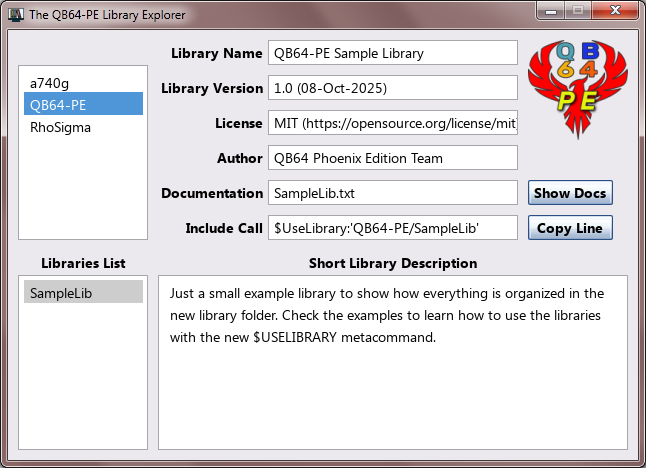 The QB64-PE Library Explorer
a740g
QB64-PE
RhoSigma
Library Name QB64-PE Sample Library
Library Version 1.0 (08-Oct-2025)
License MIT (https://opensource.org/license/mit
Author QB64 Phoenix Edition Team
Documentation SampleLib.txt Show Docs
Include Call $UseLibrary:'QB64-PE/SampleLib' Copy Line
QB
64
PE
Libraries List
SampleLib
Short Library Description
Just a small example library to show how everything is organized in the
new library folder. Check the examples to learn how to use the libraries
with the new $USELIBRARY metacommand.